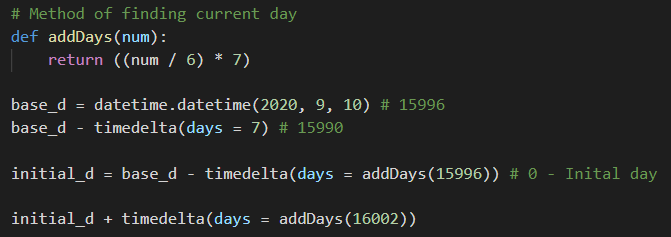 # Method of finding current day
def addDays(num):
    return ((num / 6) * 7)
base_d = datetime.datetime(2020, 9, 10) # 15996
base_d - timedelta(days = 7) # 15990
initial_d = base_d - timedelta(days = addDays(15996)) # 0 - Inital day
initial_d + timedelta(days = addDays(16002))